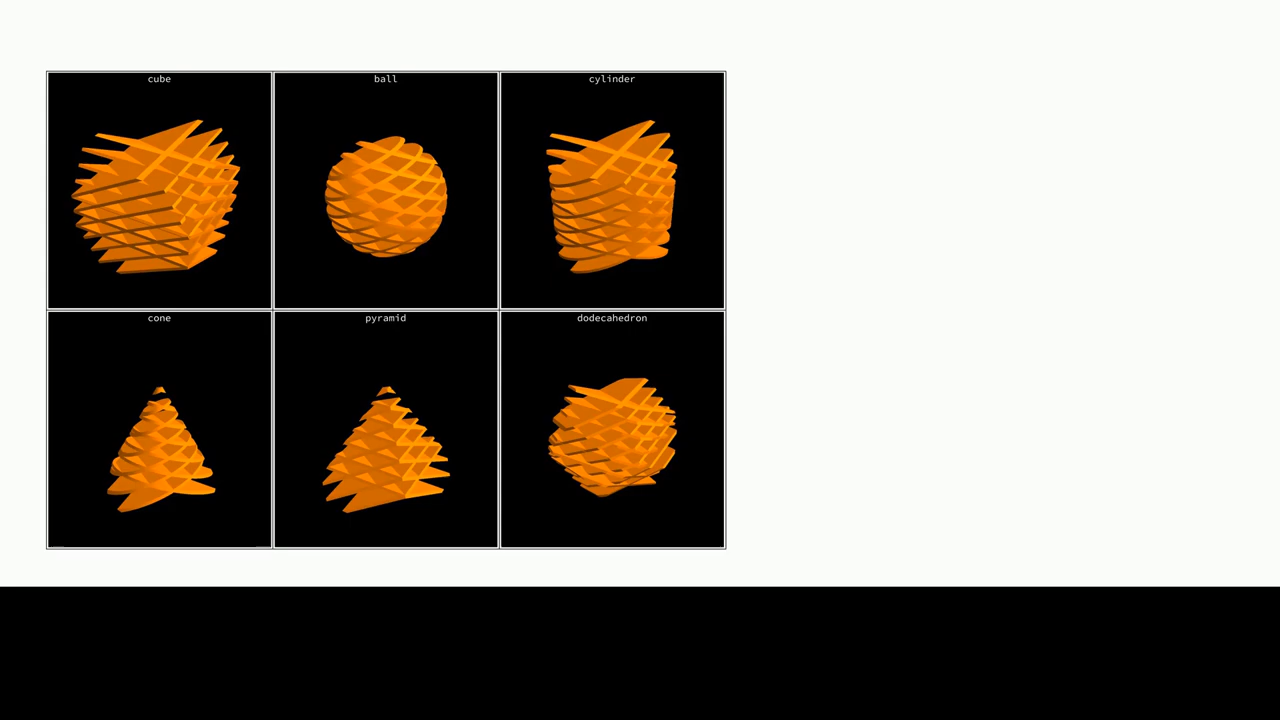 cube
ball
cylinder
cone
pyramid
dodecahedron